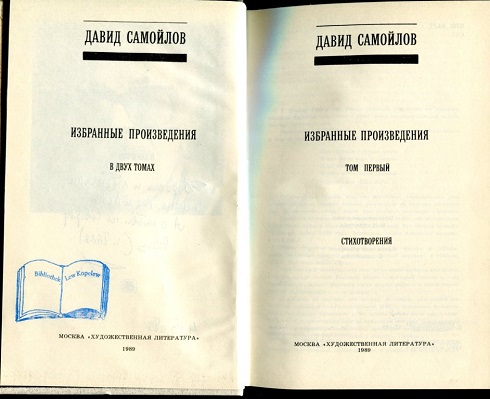 ДАВИД САМОЙЛОВ
ИЗБРАННЫЕ ПРОИЗВЕДЕНИЯ
В ДВУХ ТОМАХ
Bibliothek Lew Kopelew
МОСКВА «ХУДОЖЕСТВЕННАЯ ЛИТЕРАТУРА»
1989
ДАВИД САМОЙЛОВ
ИЗБРАННЫЕ ПРОИЗВЕДЕНИЯ
ТОМ ПЕРВЫЙ
СТИХОТВОРЕНИЯ
МОСКВА «ХУДОЖЕСТВЕННАЯ ЛИТЕРАТУРА»
1989